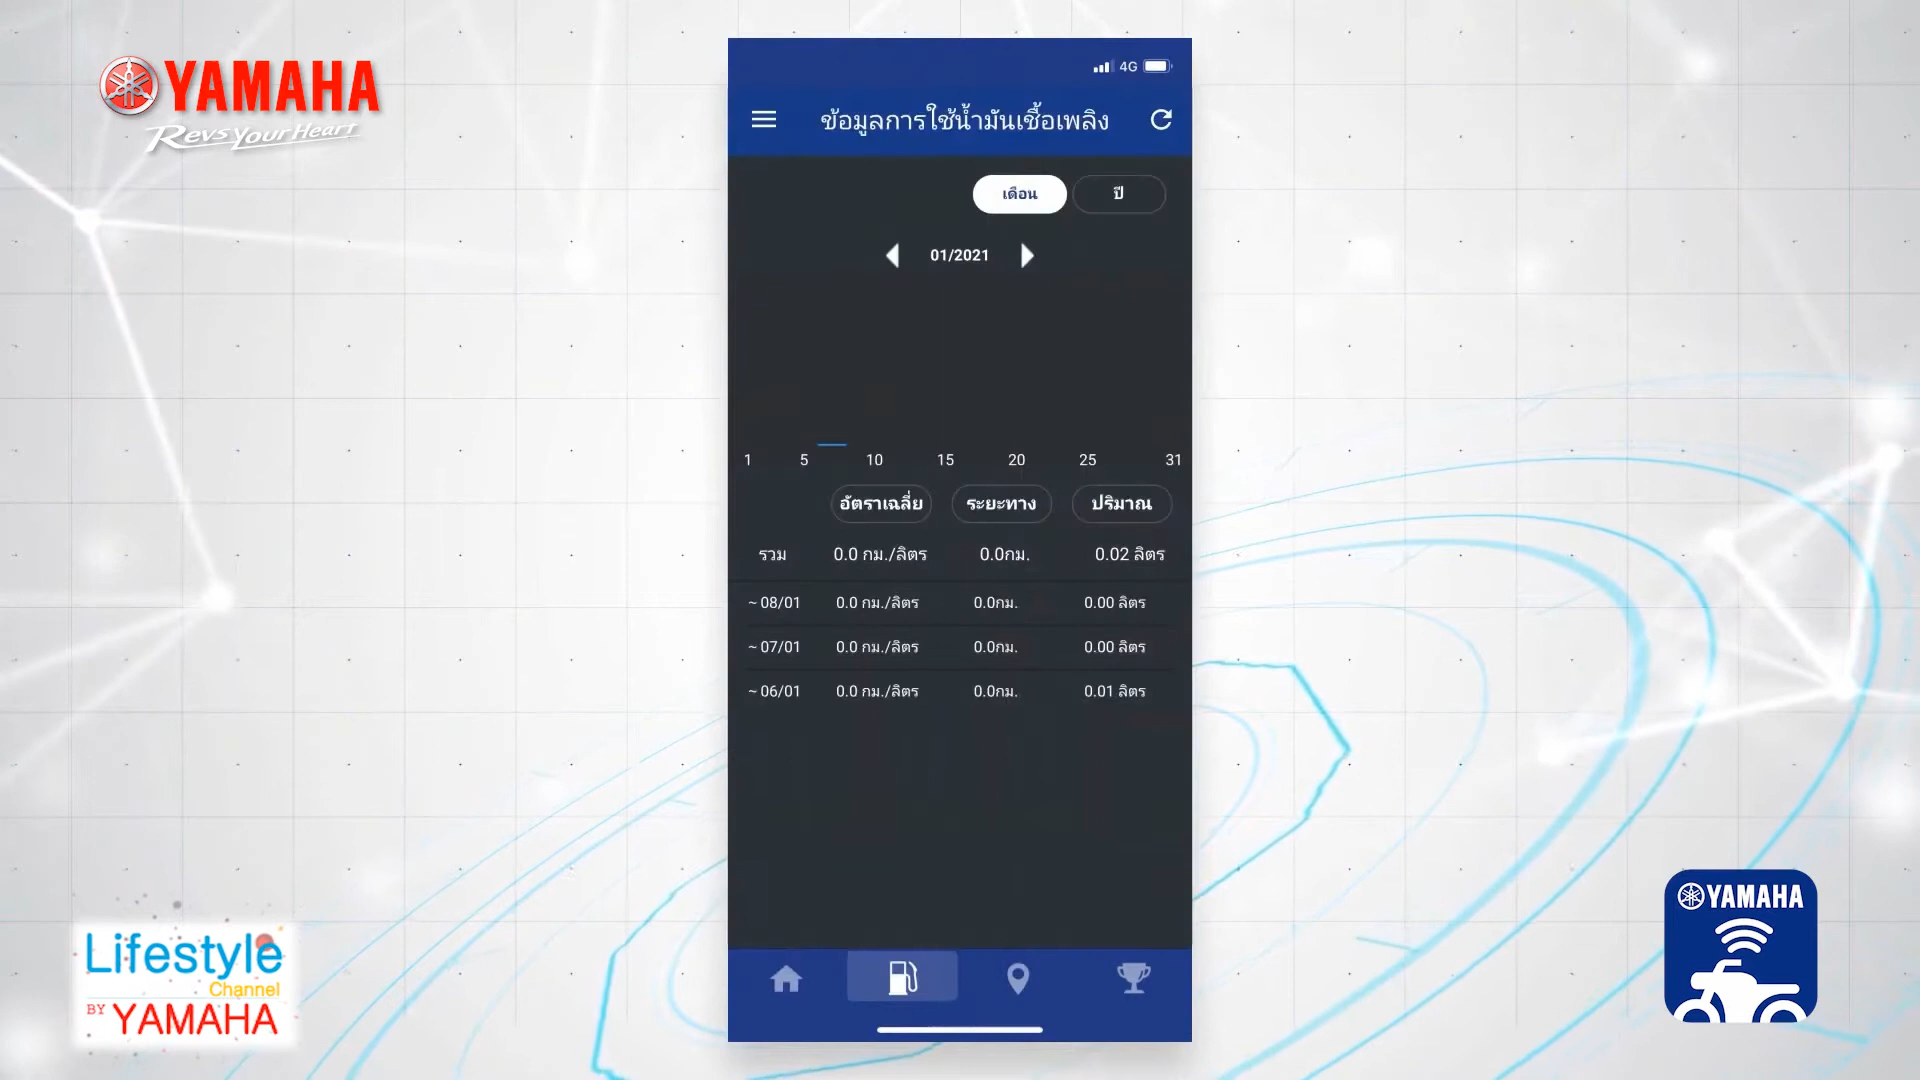 YAMAHA
Revs Your Heart
4G
ข้อมูลการใช้น้ำมันเชื้อเพลิง
เดือน ปี
01/2021
1 5 10 15 20 25 31
อัตราเฉลี่ย ระยะทาง ปริมาณ
รวม 0.0 กม./ลิตร 0.0กม. 0.02 ลิตร
~ 08/01 0.0 กม./ลิตร 0.0กม. 0.00 ลิตร
~ 07/01 0.0 กม./ลิตร 0.0กม. 0.00 ลิตร
~ 06/01 0.0 กม./ลิตร 0.0กม. 0.01 ลิตร
Lifestyle
Channel
BY YAMAHA
YAMAHA